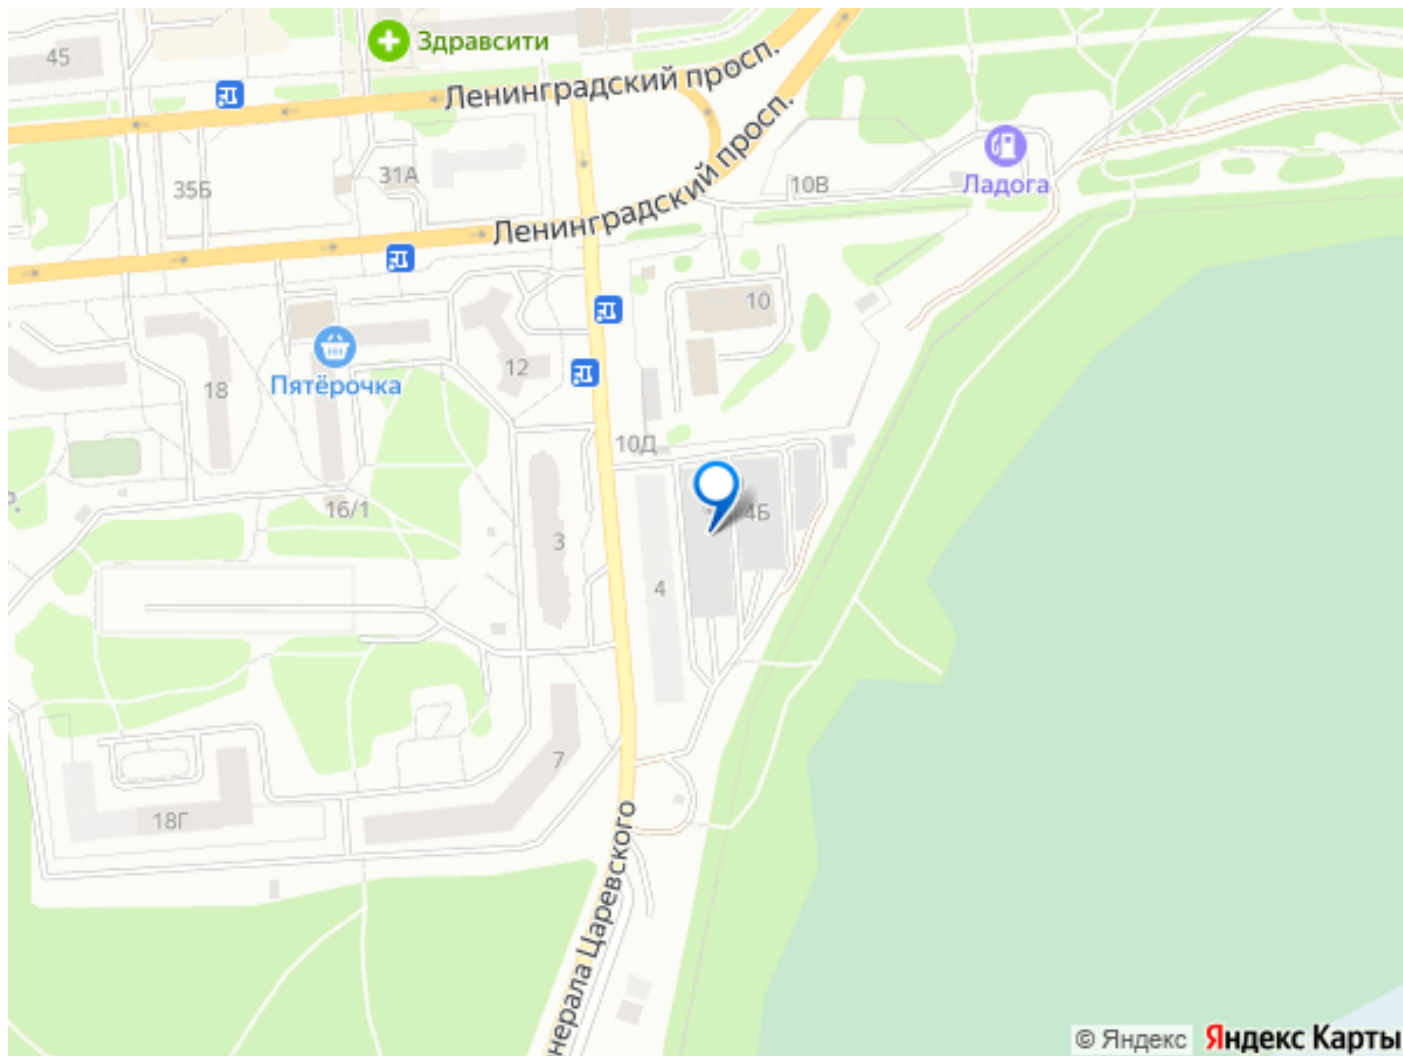 45
Здравсити
Ленинградский просп.
35Б
31А
10В
Ладога
Ленинградский просп.
10
Пятёрочка
18
12
10Д
16/1
3
4Б
4
7
18Г
нерала Царевского
© Яндекс
Яндекс Карты